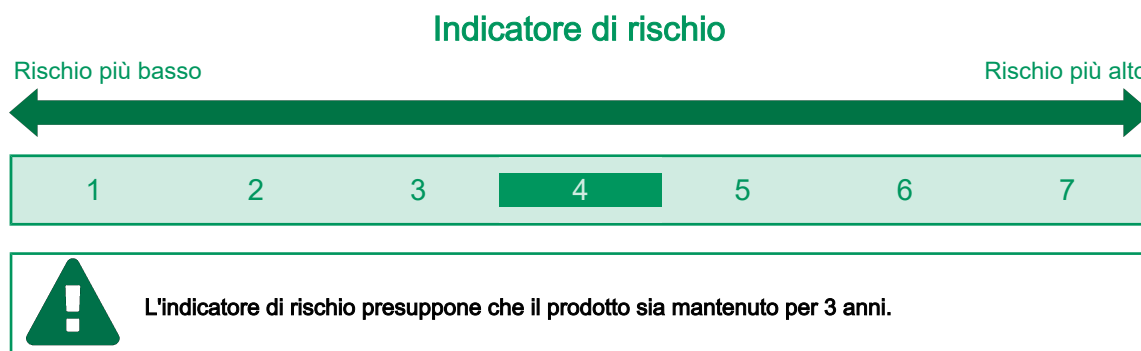 Indicatore di rischio
Rischio più basso Rischio più alto
1 2 3 4 5 6 7
L'indicatore di rischio presuppone che il prodotto sia mantenuto per 3 anni.